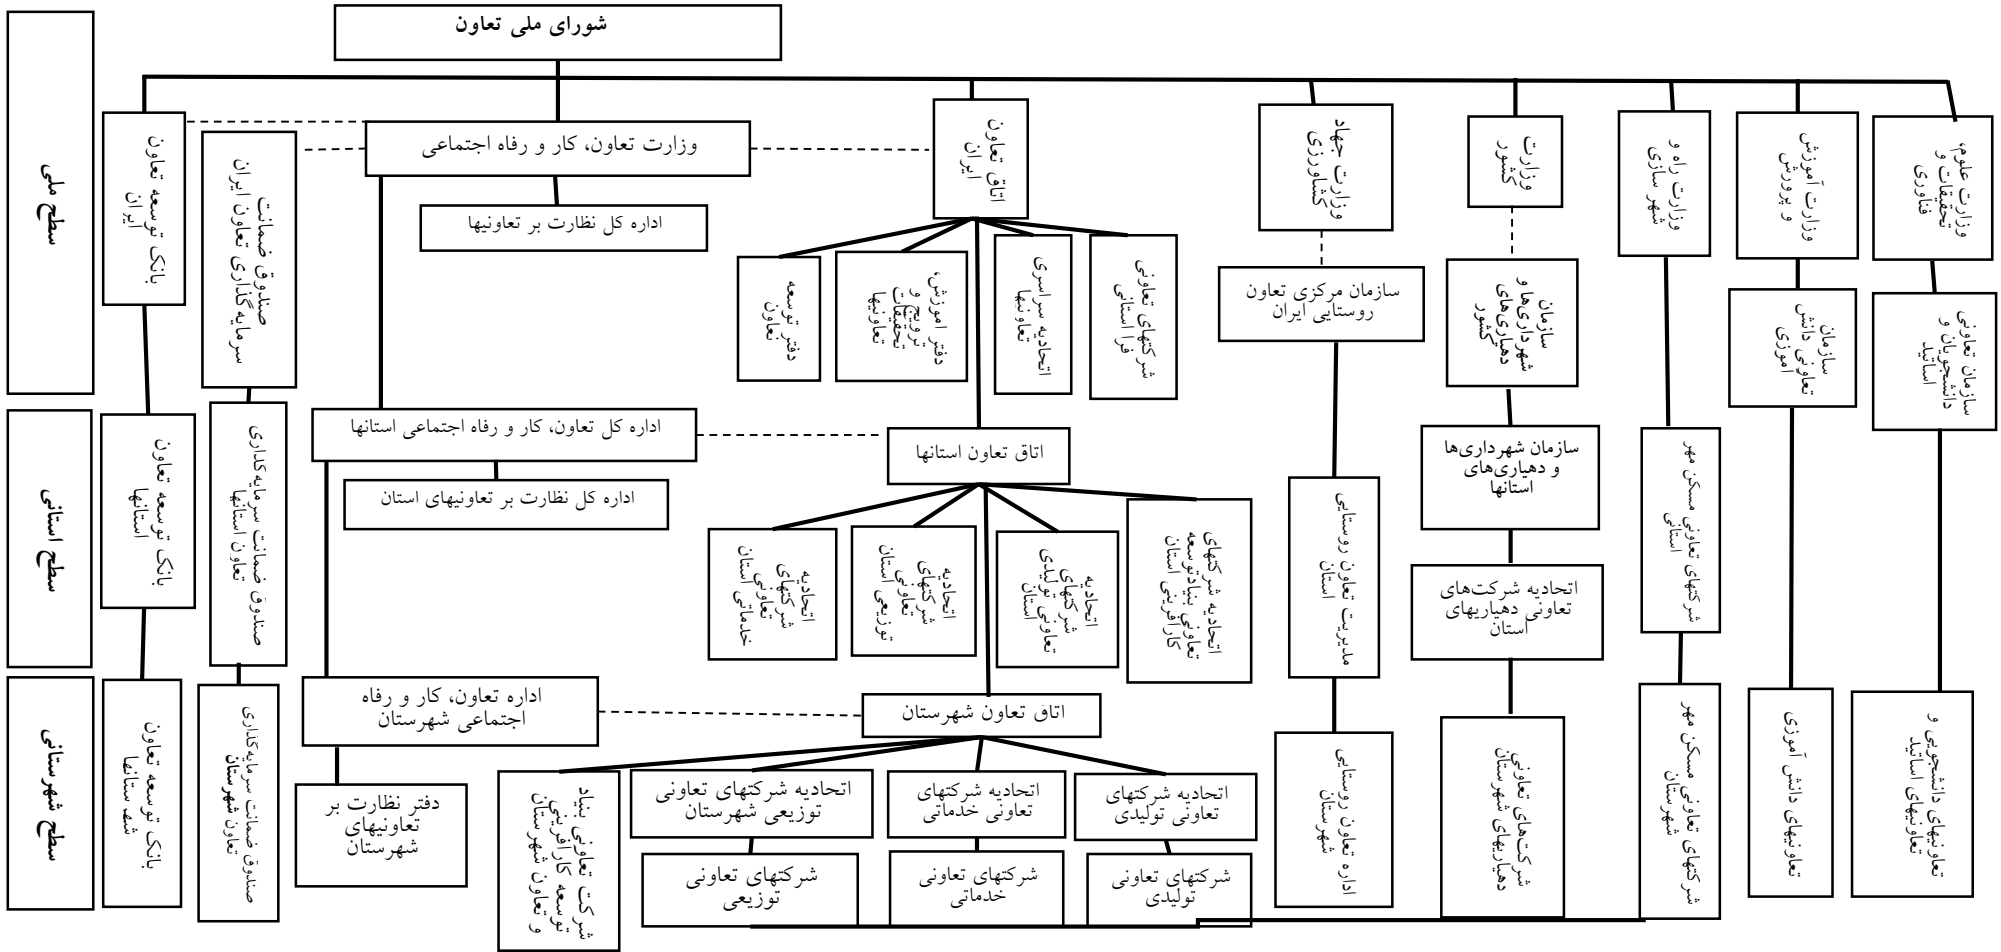 شورای ملی تعاون
سطح ملی
وزارت علوم،
تحقیقات و
فناوری
وزارت آموزش
و پرورش
وزارت راه و
شهر سازی
وزارت
کشور
وزارت جهاد
کشاورزی
اتاق تعاون
ایران
وزارت تعاون، کار و رفاه اجتماعی
صندوق ضمانت
سرمایه‌گذاری تعاون ایران
بانک توسعه تعاون
ایران
اداره کل نظارت بر تعاونیها
شرکتهای تعاونی
فرا استانی
اتحادیه سراسری
تعاونیها
دفتر آموزش،
ترویج و
تحقیقات
تعاونیها
دفتر توسعه
تعاون
سازمان مرکزی تعاون
روستایی ایران
سازمان
شهرداری‌ها و
دهیاری‌های
کشور
سازمان
تعاونی دانش
آموزی
سازمان تعاونی
دانشجویان و
اساتید
سطح استانی
اداره کل تعاون، کار و رفاه اجتماعی استانها
اتاق تعاون استانها
اداره کل نظارت بر تعاونیهای استان
صندوق ضمانت سرمایه‌گذاری
تعاون استانها
بانک توسعه تعاون
استانها
سازمان شهرداری‌ها
و دهیاری‌های
استانها
شرکتهای تعاونی مسکن مهر
استانی
مدیریت تعاون روستایی
استان
اتحادیه شرکتهای
تعاونی بنیادتوسعه
کارآفرینی استان
اتحادیه
شرکتهای
تعاونی تولیدی
استان
اتحادیه
شرکتهای
تعاونی
توزیعی استان
اتحادیه
شرکتهای
تعاونی
خدماتی استان
اتحادیه شرکت‌های
تعاونی دهیاریهای
استان
سطح شهرستانی
اداره تعاون، کار و رفاه
اجتماعی شهرستان
اتاق تعاون شهرستان
تعاونیهای دانشجویی و
تعاونیهای اساتید
تعاونیهای دانش آموزی
شرکتهای تعاونی مسکن مهر
شهرستان
شرکت‌های تعاونی
دهیاریهای شهرستان
اداره تعاون روستایی
شهرستان
صندوق ضمانت سرمایه‌گذاری
تعاون شهرستان
بانک توسعه تعاون
شهرستانها
دفتر نظارت بر
تعاونیهای
شهرستان
اتحادیه شرکتهای
تعاونی تولیدی
اتحادیه شرکتهای
تعاونی خدماتی
اتحادیه شرکتهای تعاونی
توزیعی شهرستان
شرکت تعاونی بنیاد
توسعه کارآفرینی
و تعاون شهرستان
شرکتهای تعاونی
تولیدی
شرکتهای تعاونی
خدماتی
شرکتهای تعاونی
توزیعی